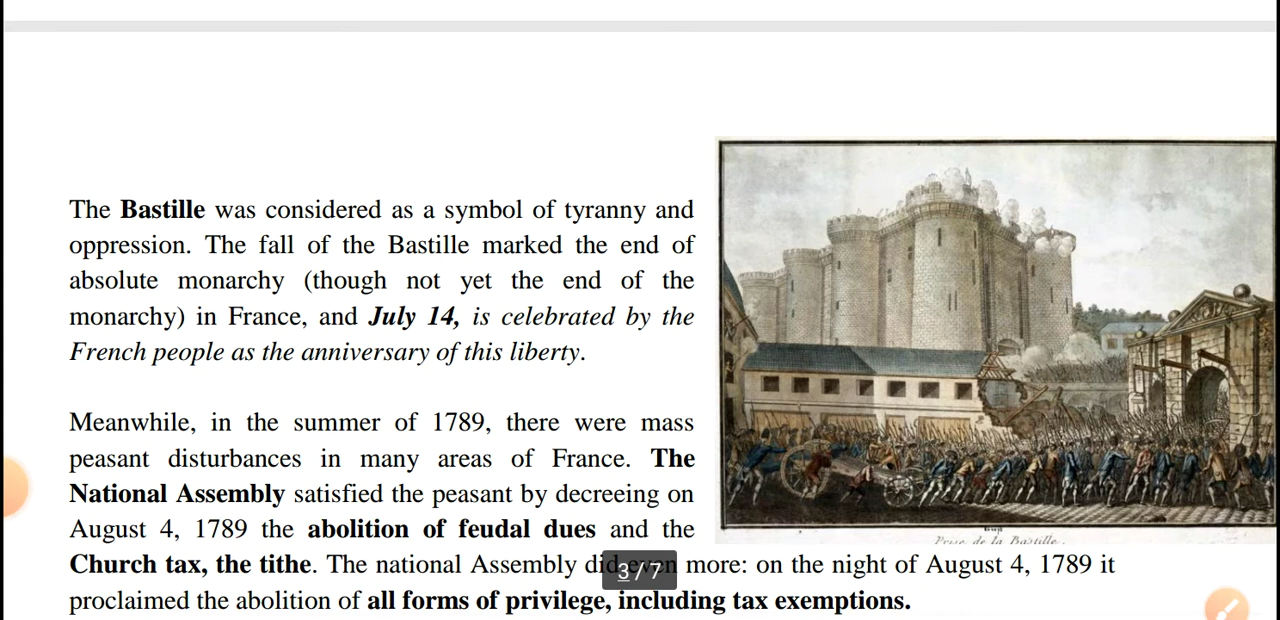 The Bastille was considered as a symbol of tyranny and
oppression. The fall of the Bastille marked the end of
absolute monarchy (though not yet the end of the
monarchy) in France, and July 14, is celebrated by the
French people as the anniversary of this liberty.
Meanwhile, in the summer of 1789, there were mass
peasant disturbances in many areas of France. The
National Assembly satisfied the peasant by decreeing on
August 4, 1789 the abolition of feudal dues and the
Church tax, the tithe. The national Assembly did even more: on the night of August 4, 1789 it
proclaimed the abolition of all forms of privilege, including tax exemptions.
3/7
Prise de la Bastille.